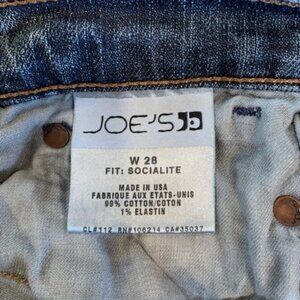 JOE'S
W 28
FIT: SOCIALITE
MADE IN USA
FABRIQUE AUX ETATS-UNIS
99% COTTON/COTON
1% ELASTIN
CL#112 RN#106214 CA#35037